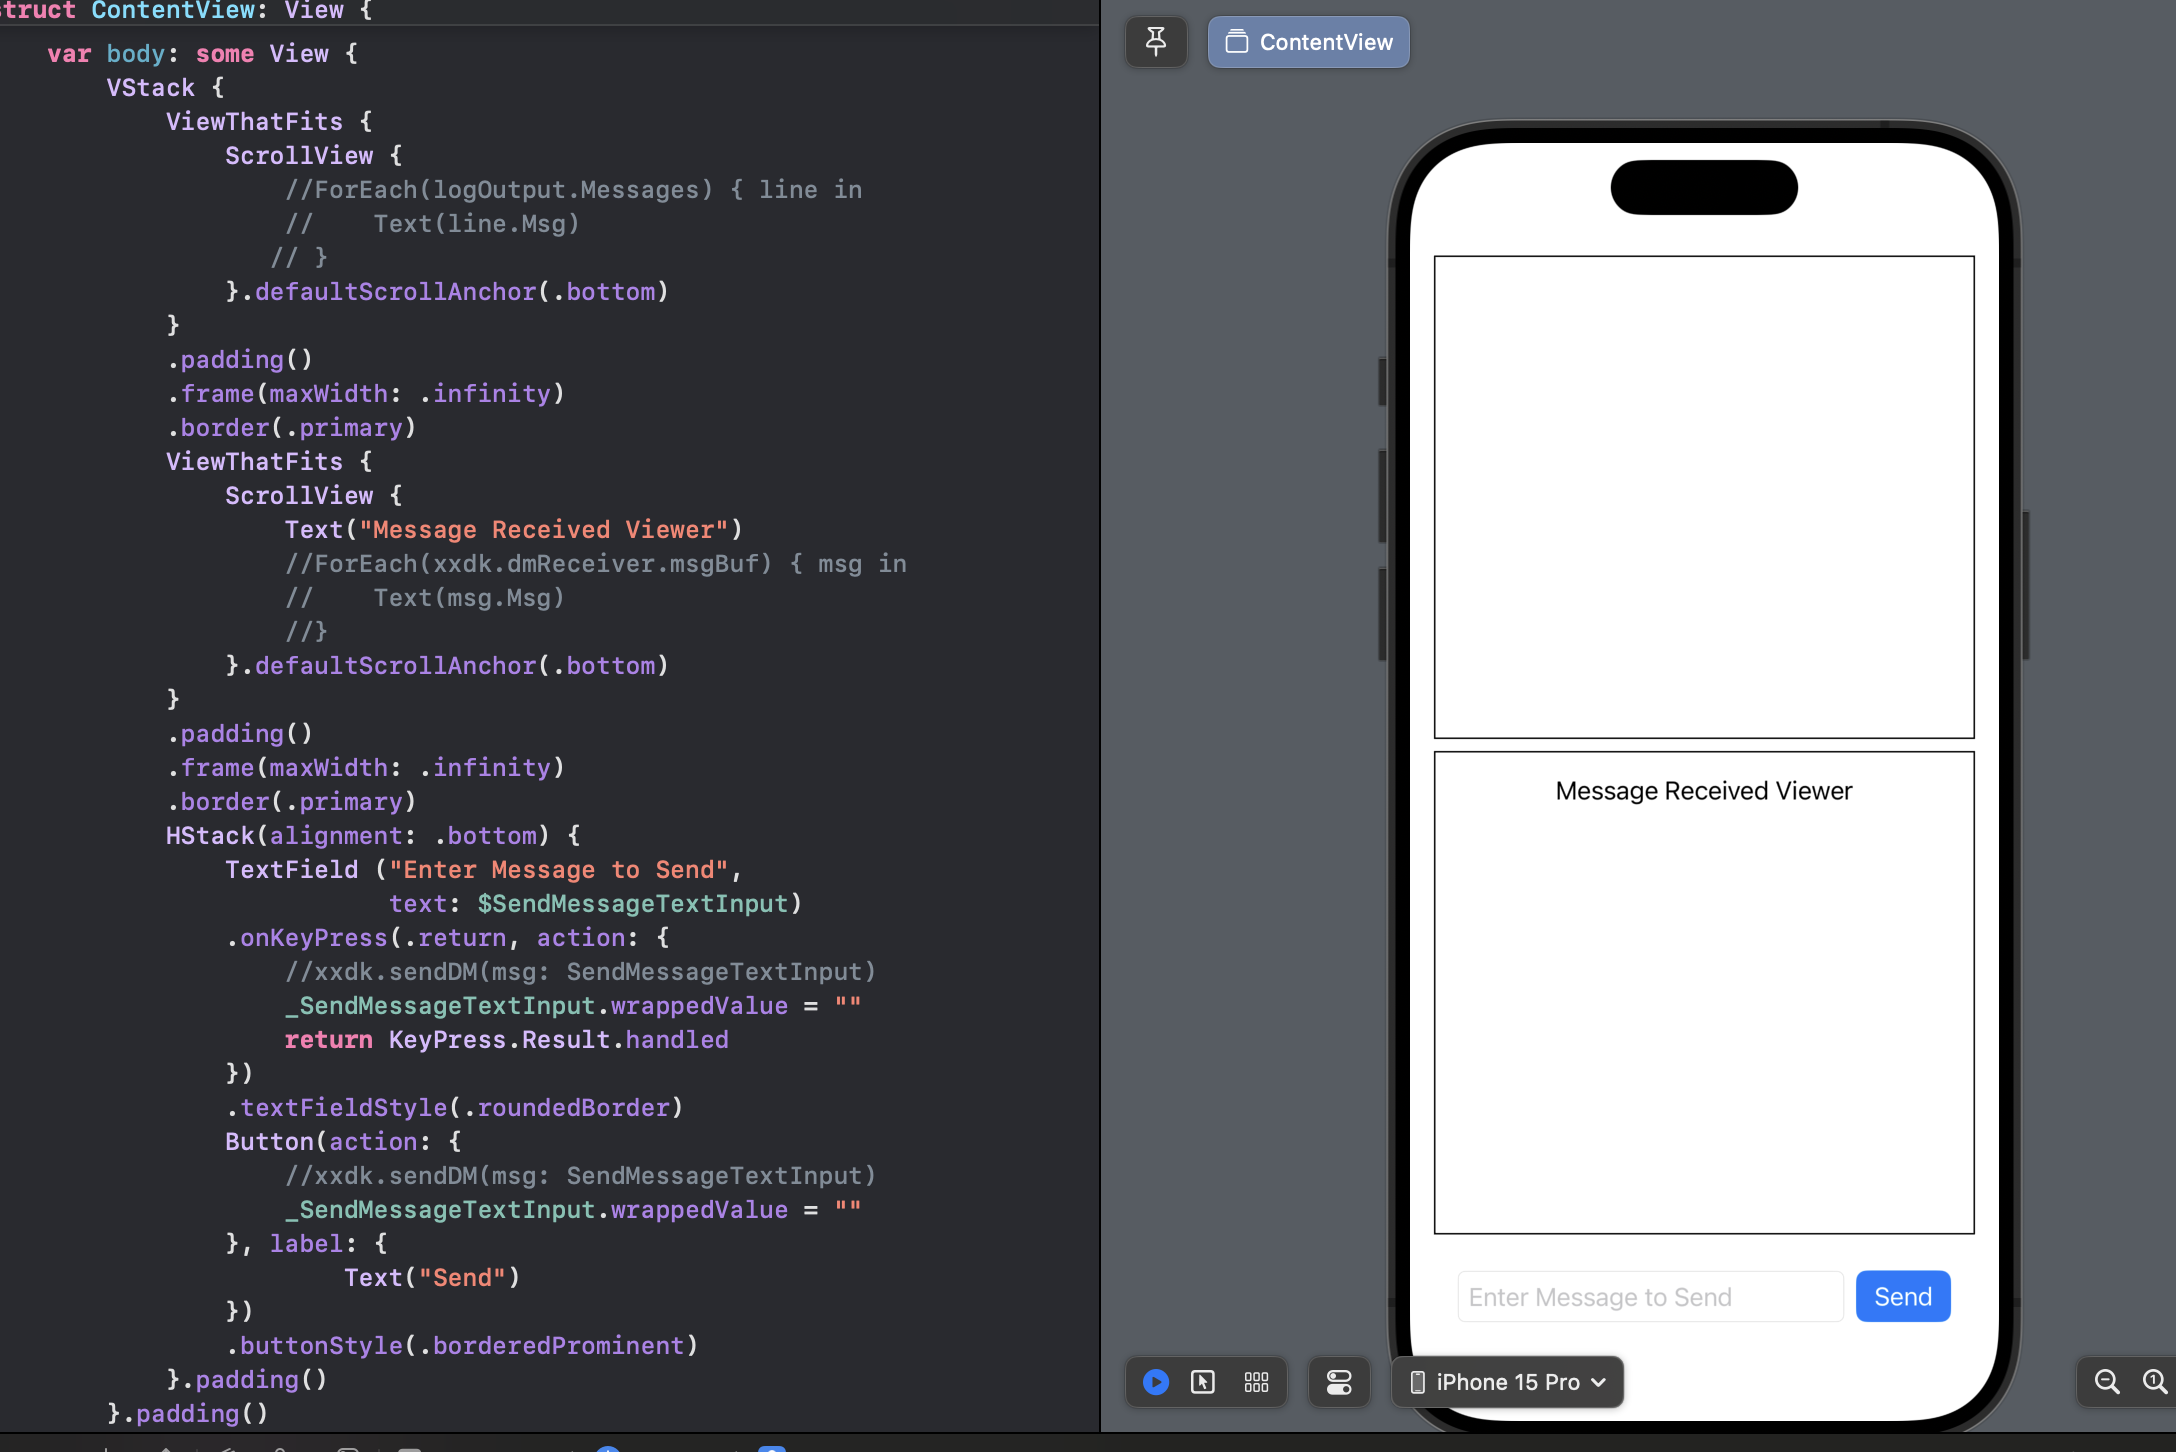 struct ContentView: View {
var body: some View {
VStack {
ViewThatFits {
ScrollView {
//ForEach(logOutput.Messages) { line in
//    Text(line.Msg)
// }
}.defaultScrollAnchor(.bottom)
}
.padding()
.frame(maxWidth: .infinity)
.border(.primary)
ViewThatFits {
ScrollView {
Text("Message Received Viewer")
//ForEach(xxdk.dmReceiver.msgBuf) { msg in
//    Text(msg.Msg)
//}
}.defaultScrollAnchor(.bottom)
}
.padding()
.frame(maxWidth: .infinity)
.border(.primary)
HStack(alignment: .bottom) {
TextField ("Enter Message to Send",
text: $SendMessageTextInput)
.onKeyPress(.return, action: {
//xxdk.sendDM(msg: SendMessageTextInput)
_SendMessageTextInput.wrappedValue = ""
return KeyPress.Result.handled
})
.textFieldStyle(.roundedBorder)
Button(action: {
//xxdk.sendDM(msg: SendMessageTextInput)
_SendMessageTextInput.wrappedValue = ""
}, label: {
Text("Send")
})
.buttonStyle(.borderedProminent)
}.padding()
}.padding()
ContentView
Message Received Viewer
Enter Message to Send
Send
iPhone 15 Pro